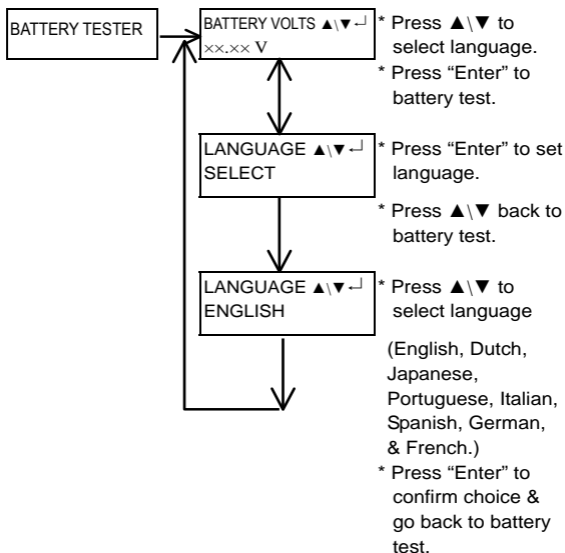 BATTERY TESTER
BATTERY VOLTS ▲\▼↵
××.×× V
* Press ▲\▼ to
select language.
* Press “Enter” to
battery test.
LANGUAGE ▲\▼↵
SELECT
* Press “Enter” to set
language.
* Press ▲\▼ back to
battery test.
LANGUAGE ▲\▼↵
ENGLISH
* Press ▲\▼ to
select language
(English, Dutch,
Japanese,
Portuguese, Italian,
Spanish, German,
& French.)
* Press “Enter” to
confirm choice &
go back to battery
test.